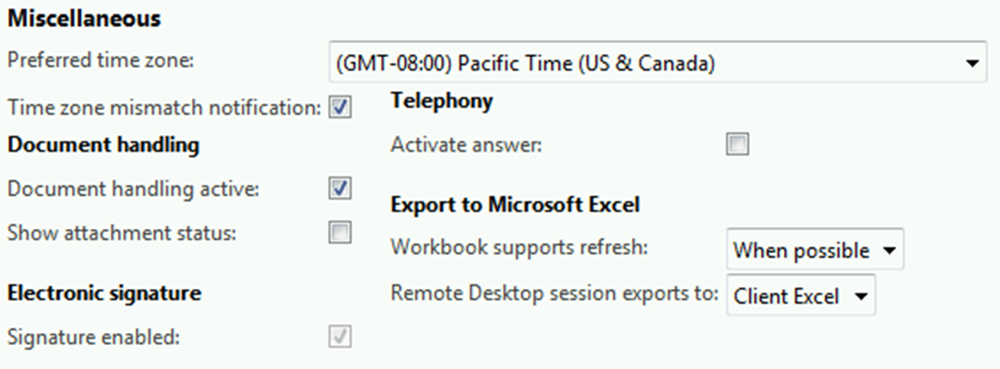 Miscellaneous
Preferred time zone: (GMT-08:00) Pacific Time (US & Canada)
Time zone mismatch notification:
Document handling
Document handling active:
Show attachment status:
Electronic signature
Signature enabled:
Telephony
Activate answer:
Export to Microsoft Excel
Workbook supports refresh: When possible
Remote Desktop session exports to: Client Excel